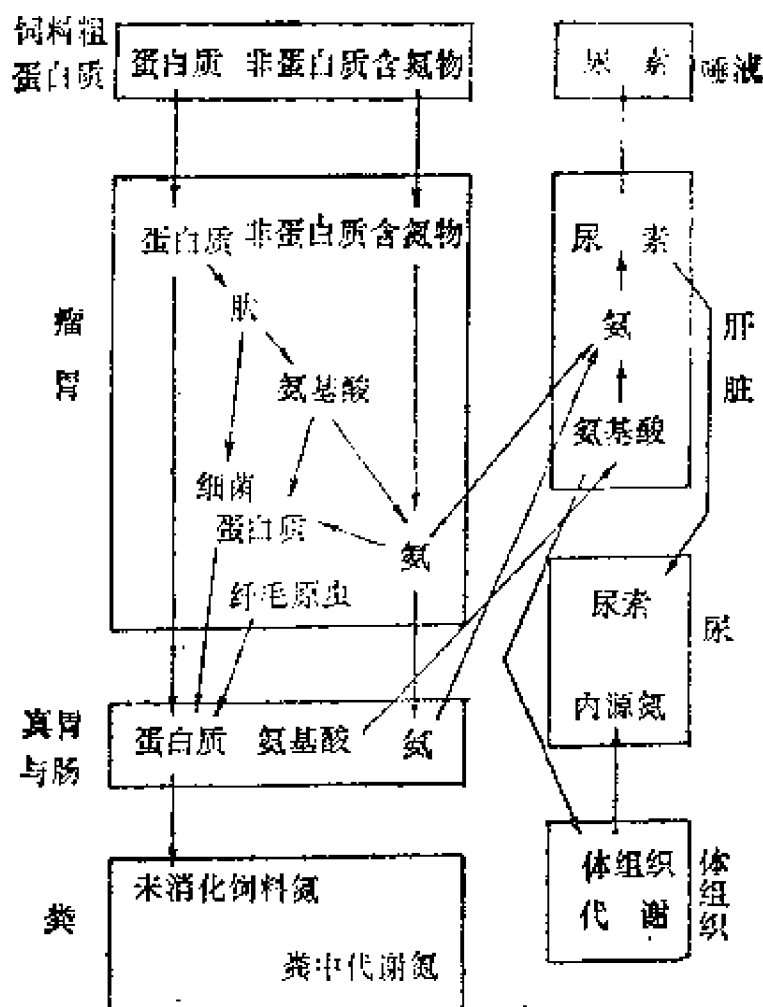 饲料粗
蛋白质
蛋白质 非蛋白质含氮物
尿 素
唾液
瘤
胃
蛋白质 非蛋白质含氮物
肽
氨基酸
细菌
蛋白质
氨
纤毛原虫
尿 素
氨
氨基酸
肝
脏
尿素
内源氮
尿
真胃
与肠
蛋白质 氨基酸 氨
粪
未消化饲料氮
粪中代谢氮
体组织
代 谢
体
组
织